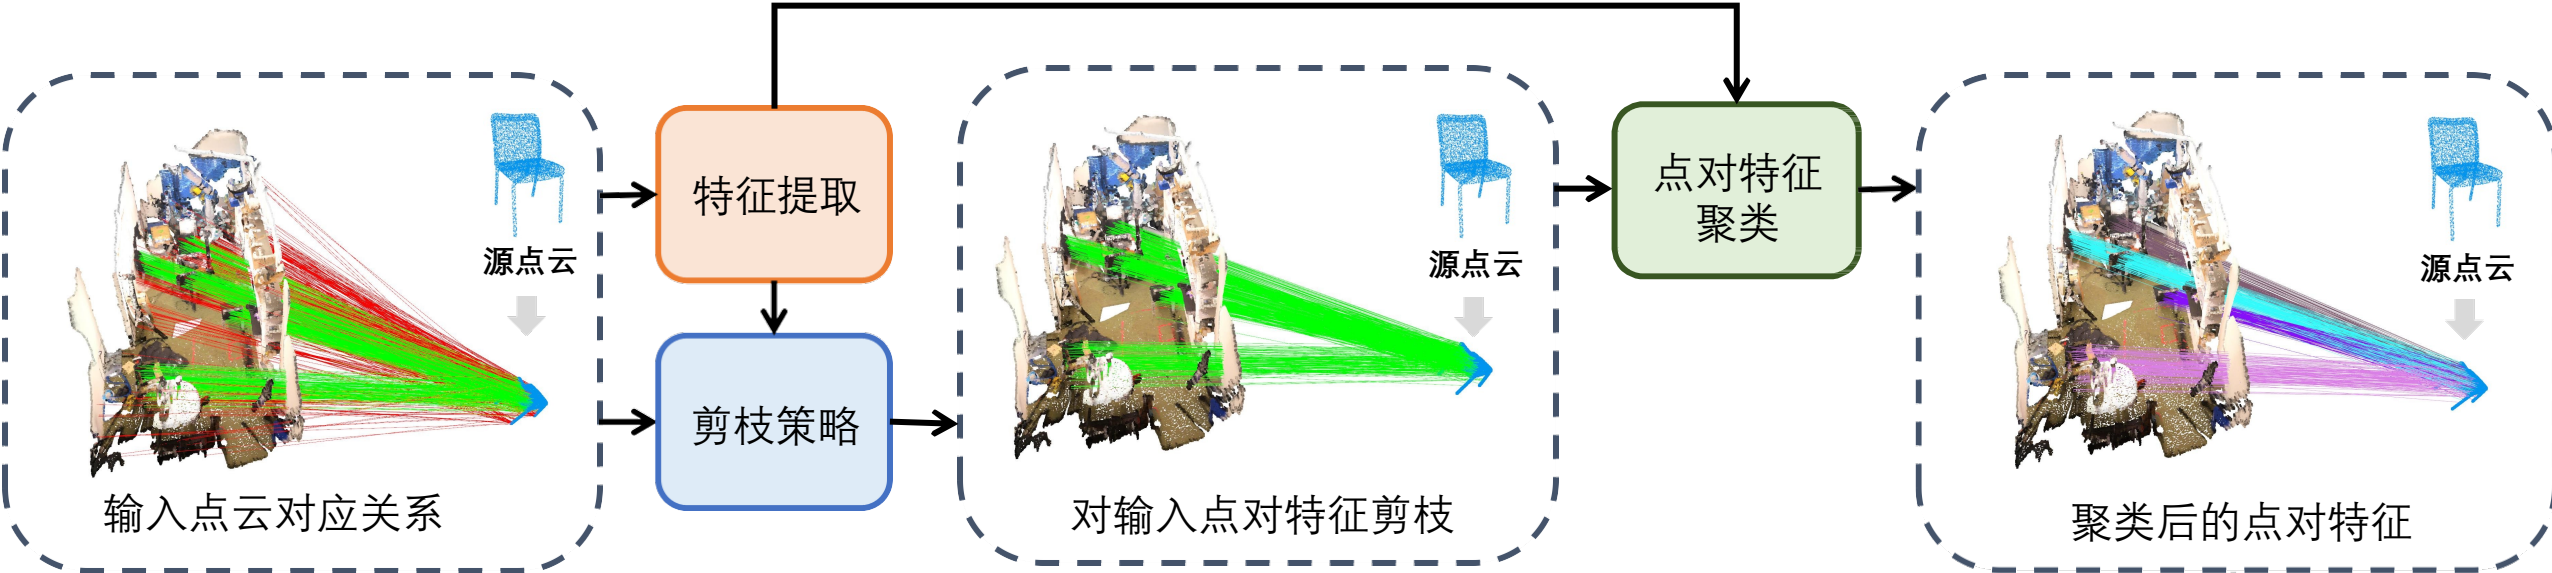 源点云
输入点云对应关系
特征提取
剪枝策略
源点云
对输入点对特征剪枝
点对特征
聚类
源点云
聚类后的点对特征